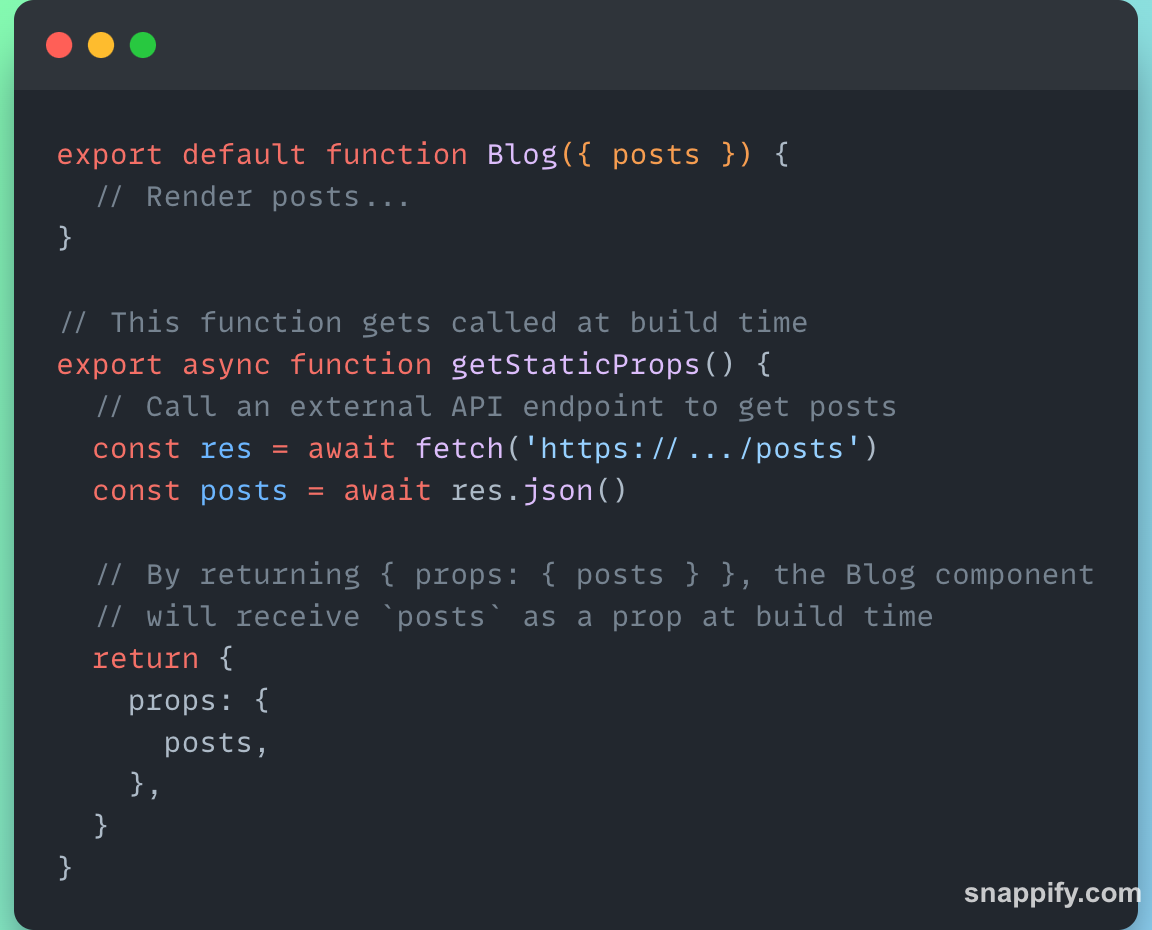 export default function Blog({ posts }) {
  // Render posts...
}

// This function gets called at build time
export async function getStaticProps() {
  // Call an external API endpoint to get posts
  const res = await fetch('https://.../posts')
  const posts = await res.json()

  // By returning { props: { posts } }, the Blog component
  // will receive `posts` as a prop at build time
  return {
    props: {
      posts,
    },
  }
}
snappify.com